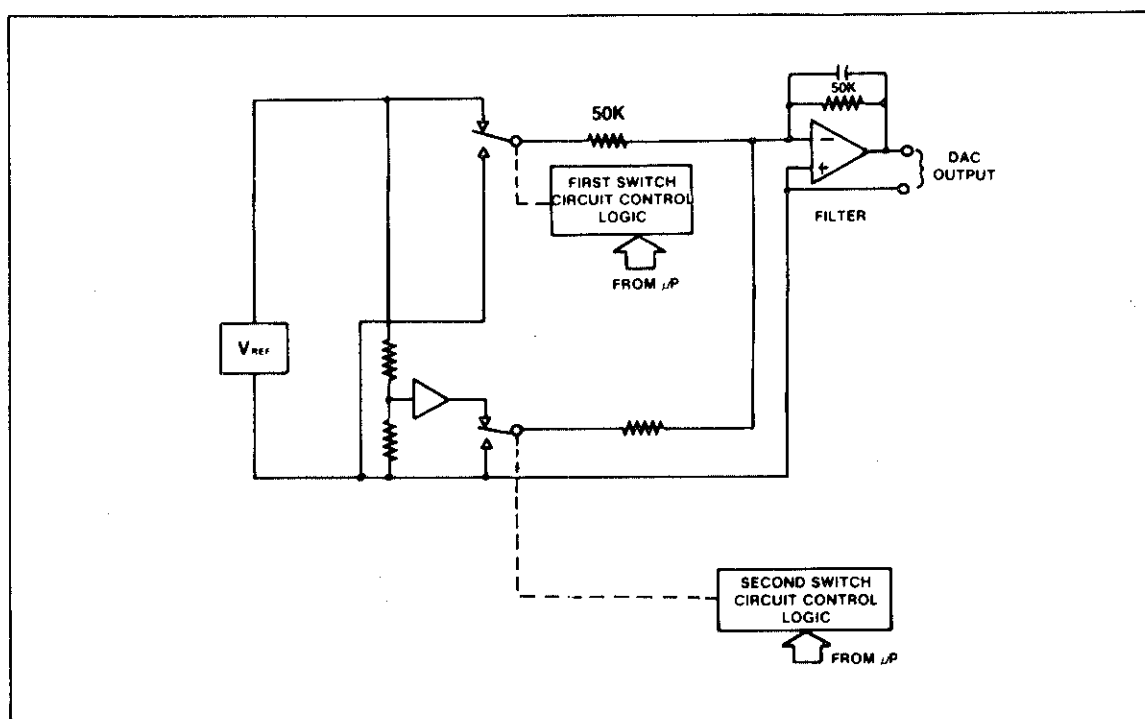 50K
50K
DAC
OUTPUT
FIRST SWITCH
CIRCUIT CONTROL
LOGIC
FILTER
FROM μP
VREF
SECOND SWITCH
CIRCUIT CONTROL
LOGIC
FROM μP